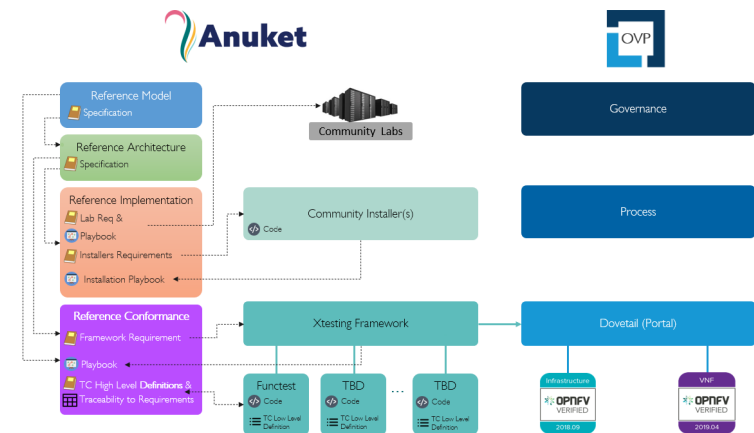 Anuket
OVP
Reference Model
Specification
Community Labs
Governance
Reference Architecture
Specification
Reference Implementation
Lab Req &
Playbook
Installers Requirements
Installation Playbook
Community Installer(s)
Code
Process
Reference Conformance
Framework Requirement
Playbook
TC High Level Definitions &
Traceability to Requirements
Xtesting Framework
Dovetail (Portal)
Functest
Code
TC Low Level
Definition
TBD
Code
TC Low Level
Definition
...
TBD
Code
TC Low Level
Definition
Infrastructure
OPNFV
VERIFIED
2018.09
VNF
OPNFV
VERIFIED
2019.04